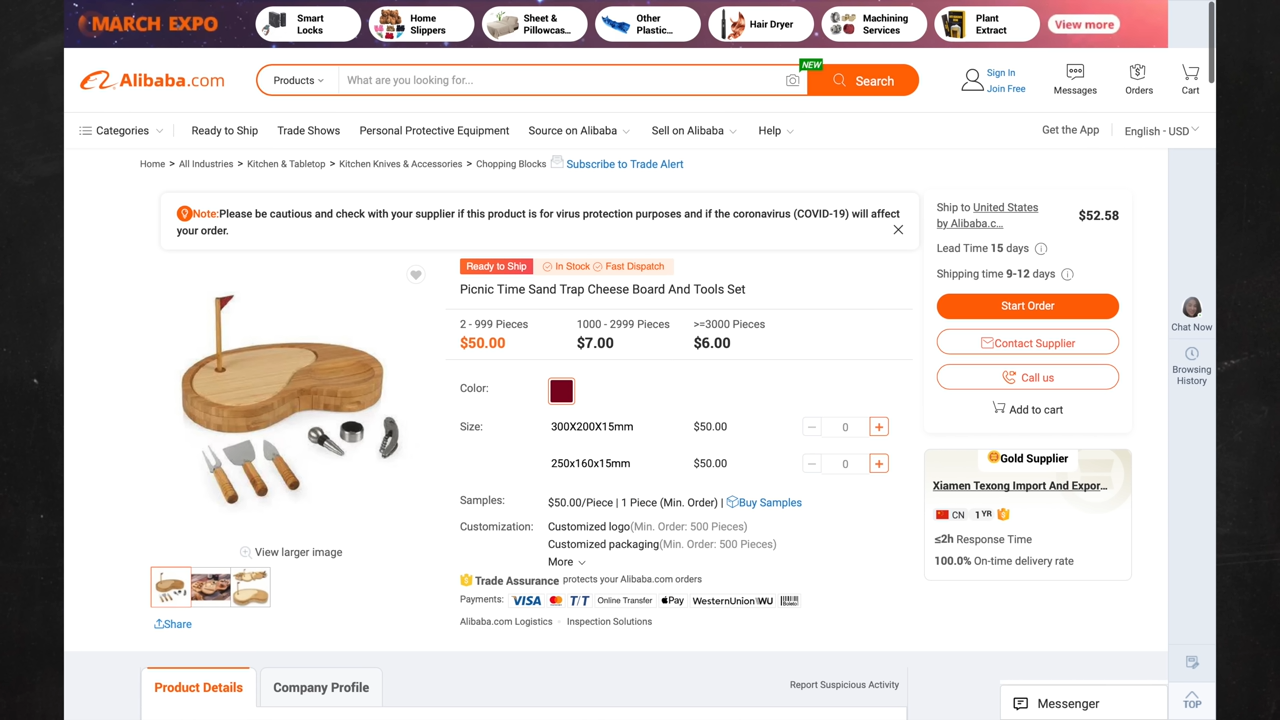 MARCH EXPO
Smart Locks
Home Slippers
Sheet & Pillowcas...
Other Plastic...
Hair Dryer
Machining Services
Plant Extract
View more
Alibaba.com
Products
What are you looking for...
NEW
Search
Sign In
Join Free
Messages
Orders
Cart
Categories
Ready to Ship
Trade Shows
Personal Protective Equipment
Source on Alibaba
Sell on Alibaba
Help
Get the App
English - USD
Home > All Industries > Kitchen & Tabletop > Kitchen Knives & Accessories > Chopping Blocks
Subscribe to Trade Alert
Note:Please be cautious and check with your supplier if this product is for virus protection purposes and if the coronavirus (COVID-19) will affect
your order.
Ready to Ship
In Stock
Fast Dispatch
Picnic Time Sand Trap Cheese Board And Tools Set
2 - 999 Pieces
1000 - 2999 Pieces
>=3000 Pieces
$50.00
$7.00
$6.00
Color:
Size:
300X200X15mm
$50.00
0
250x160x15mm
$50.00
0
Samples:
$50.00/Piece | 1 Piece (Min. Order) | Buy Samples
Customization:
Customized logo(Min. Order: 500 Pieces)
Customized packaging(Min. Order: 500 Pieces)
More
Trade Assurance protects your Alibaba.com orders
Payments:
VISA
T/T
Online Transfer
Pay
WesternUnion WU
Boleto
Alibaba.com Logistics · Inspection Solutions
View larger image
Share
Ship to United States
by Alibaba.c...
$52.58
Lead Time 15 days
Shipping time 9-12 days
Start Order
Contact Supplier
Call us
Add to cart
Gold Supplier
Xiamen Texong Import And Expor...
CN 1 YR
≤2h Response Time
100.0% On-time delivery rate
Chat Now
Browsing
History
Product Details
Company Profile
Report Suspicious Activity
Messenger
TOP